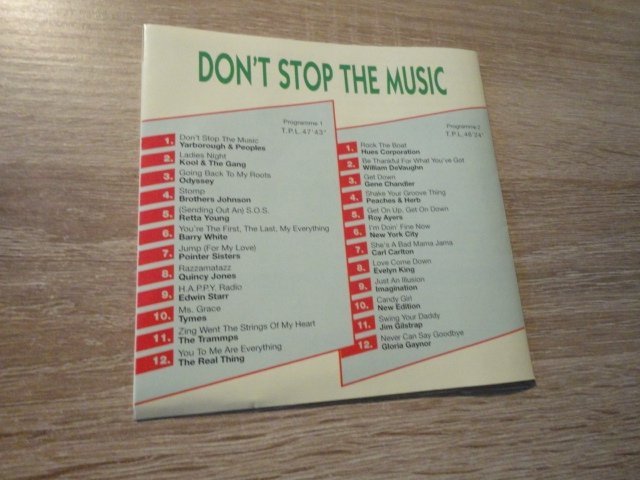 DON'T STOP THE MUSIC
Programme 1
T.P.L. 47'43"
1. Don't Stop The Music
Yarborough & Peoples
2. Ladies Night
Kool & The Gang
3. Going Back To My Roots
Odyssey
4. Stomp
Brothers Johnson
5. (Sending Out An) S.O.S.
Retta Young
6. You're The First, The Last, My Everything
Barry White
7. Jump (For My Love)
Pointer Sisters
8. Razzamatazz
Quincy Jones
9. H.A.P.P.Y. Radio
Edwin Starr
10. Ms. Grace
Tymes
11. Zing Went The Strings Of My Heart
The Trammps
12. You To Me Are Everything
The Real Thing
Programme 2
T.P.L. 46'24"
1. Rock The Boat
Hues Corporation
2. Be Thankful For What You've Got
William DeVaughn
3. Get Down
Gene Chandler
4. Shake Your Groove Thing
Peaches & Herb
5. Get On Up, Get On Down
Roy Ayers
6. I'm Doin' Fine Now
New York City
7. She's A Bad Mama Jama
Carl Carlton
8. Love Come Down
Evelyn King
9. Just An Illusion
Imagination
10. Candy Girl
New Edition
11. Swing Your Daddy
Jim Gilstrap
12. Never Can Say Goodbye
Gloria Gaynor